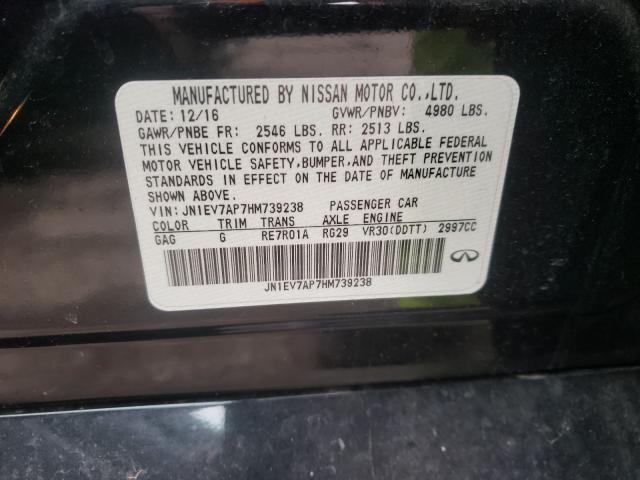 MANUFACTURED BY NISSAN MOTOR CO.,LTD.
DATE: 12/16 GVWR/PNBV: 4980 LBS.
GAWR/PNBE FR: 2546 LBS. RR: 2513 LBS.
THIS VEHICLE CONFORMS TO ALL APPLICABLE FEDERAL
MOTOR VEHICLE SAFETY,BUMPER,AND THEFT PREVENTION
STANDARDS IN EFFECT ON THE DATE OF MANUFACTURE
SHOWN ABOVE.
VIN: JN1EV7AP7HM739238 PASSENGER CAR
COLOR TRIM TRANS AXLE ENGINE
GAG G RE7R01A RG29 VR30(DDTT) 2997CC
JN1EV7AP7HM739238